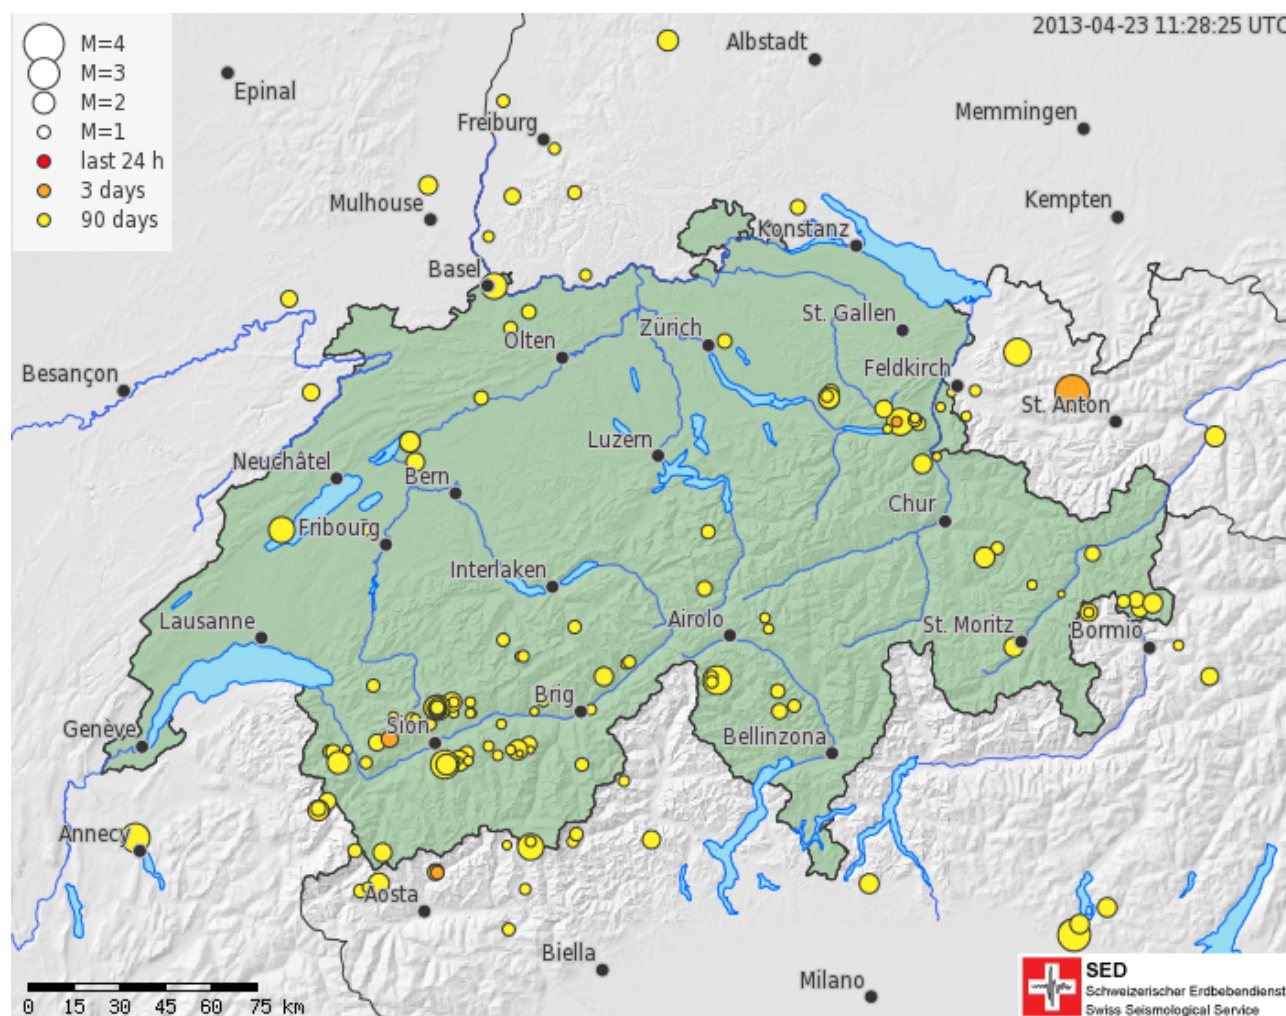 2013-04-23 11:28:25 UTC
M=4
M=3
M=2
M=1
last 24 h
3 days
90 days
Albstadt
Epinal
Memmingen
Freiburg
Kempten
Mulhouse
Konstanz
Basel
St. Gallen
Zürich
Olten
Feldkirch
Besançon
St. Anton
Luzern
Neuchâtel
Bern
Chur
Fribourg
Interlaken
Lausanne
Airolo
St. Moritz
Bormio
Brig
Sion
Genève
Bellinzona
Annecy
Aosta
Biella
Milano
0 15 35 60 75 km
SED
Schweizerischer Erdbebendienst
Swiss Seismological Service